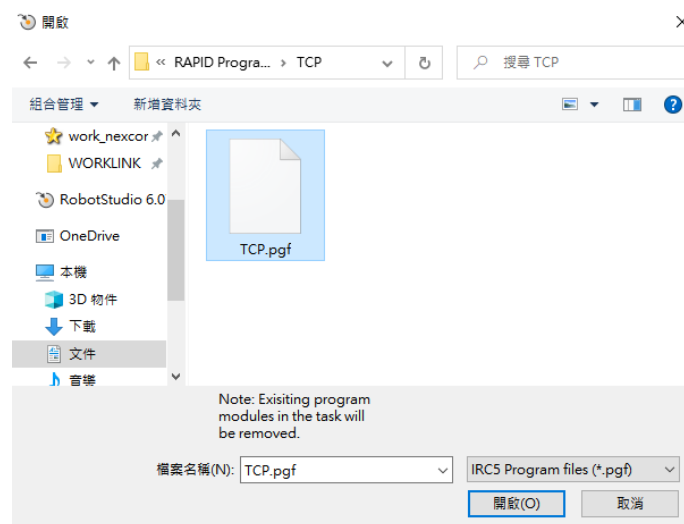 開啟
« RAPID Progra... › TCP
搜尋 TCP
組合管理 新增資料夾
work_nexcor
WORKLINK
RobotStudio 6.0
OneDrive
本機
3D 物件
下載
文件
音樂
TCP.pgf
Note: Exisiting program
modules in the task will
be removed.
檔案名稱(N): TCP.pgf IRC5 Program files (*.pgf)
開啟(O) 取消